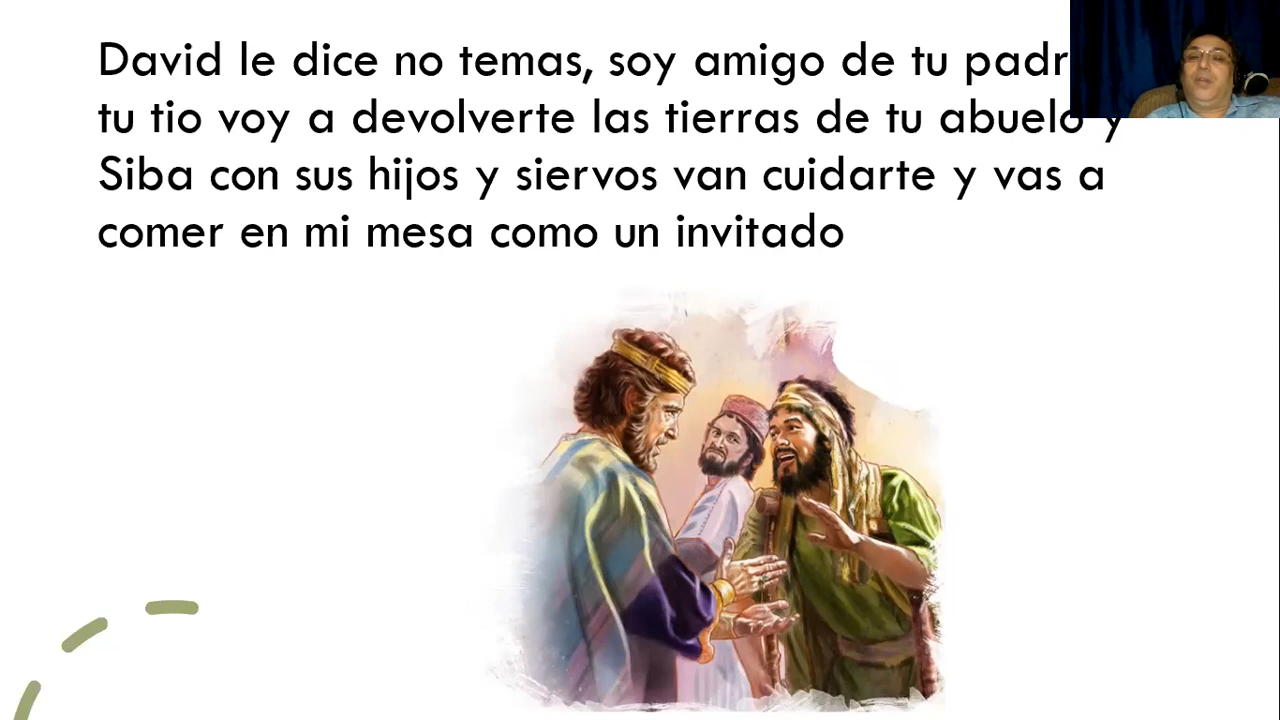 David le dice no temas, soy amigo de tu padr
tu tio voy a devolverte las tierras de tu abuelo y
Siba con sus hijos y siervos van cuidarte y vas a
comer en mi mesa como un invitado